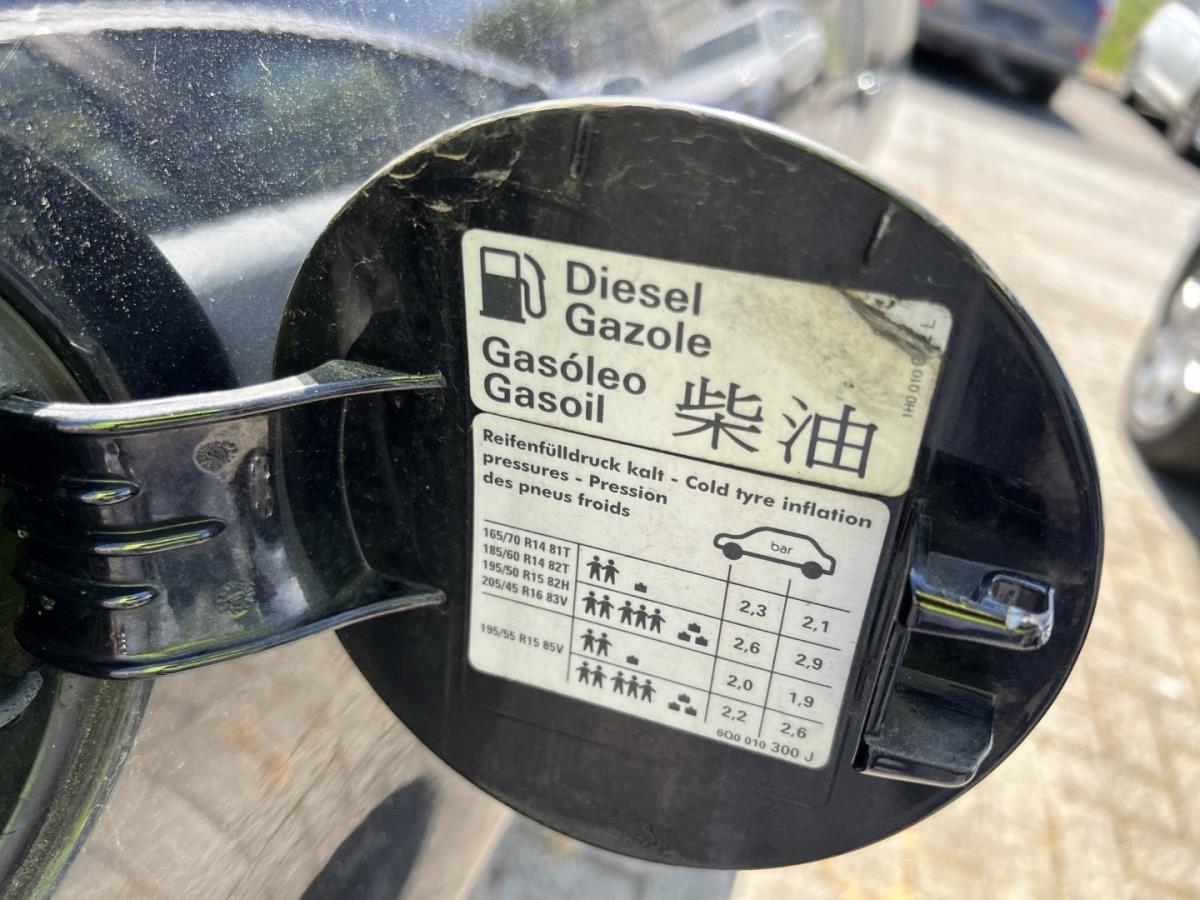 Diesel
Gazole
Gasóleo
Gasoil
柴油
1H0 010 L
Reifenfülldruck kalt - Cold tyre inflation
pressures - Pression
des pneus froids
bar
165/70 R14 81T
185/60 R14 82T
195/50 R15 82H
205/45 R16 83V
2,3 2,1
2,6 2,9
195/55 R15 85V
2,0 1,9
2,2 2,6
6Q0 010 300 J